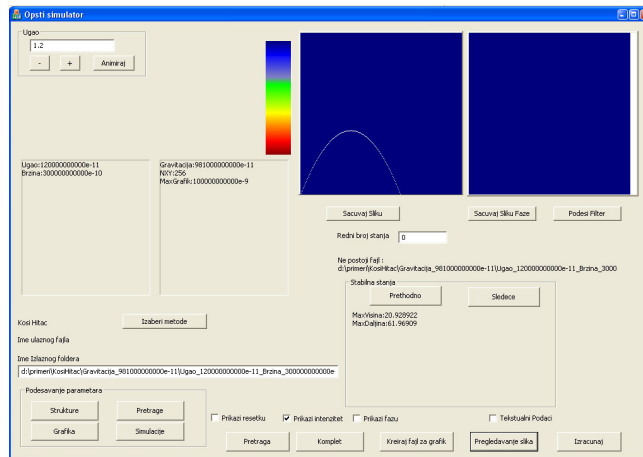 Opsti simulator
Ugao
1.2
-
+
Animiraj
Ugao:120000000000e-11
Brzina:300000000000e-10
Gravitacija:981000000000e-11
NXY:256
MaxGrafik:100000000000e-9
Sacuvaj Sliku
Sacuvaj Sliku Faze
Podesi Filter
Redni broj stanja
0
Ne postoji fajl :
d:\primeri\KosiHitac\Gravitacija_981000000000e-11\Ugao_120000000000e-11_Brzina_3000
Stabilna stanja
Prethodno
Sledece
MaxVisina:20.928922
MaxDaljina:61.96909
Kosi Hitac
Izaberi metode
Ime ulaznog fajla
Ime Izlaznog foldera
d:\primeri\KosiHitac\Gravitacija_981000000000e-11\Ugao_120000000000e-11_Brzina_300000000000e-
Podesavanje parametara
Strukture
Pretrage
Grafika
Simulacije
Prikazi resetku
Prikazi intenzitet
Prikazi fazu
Tekstualni Podaci
Pretraga
Komplet
Kreiraj fajl za grafik
Pregledavanje slika
Izracunaj